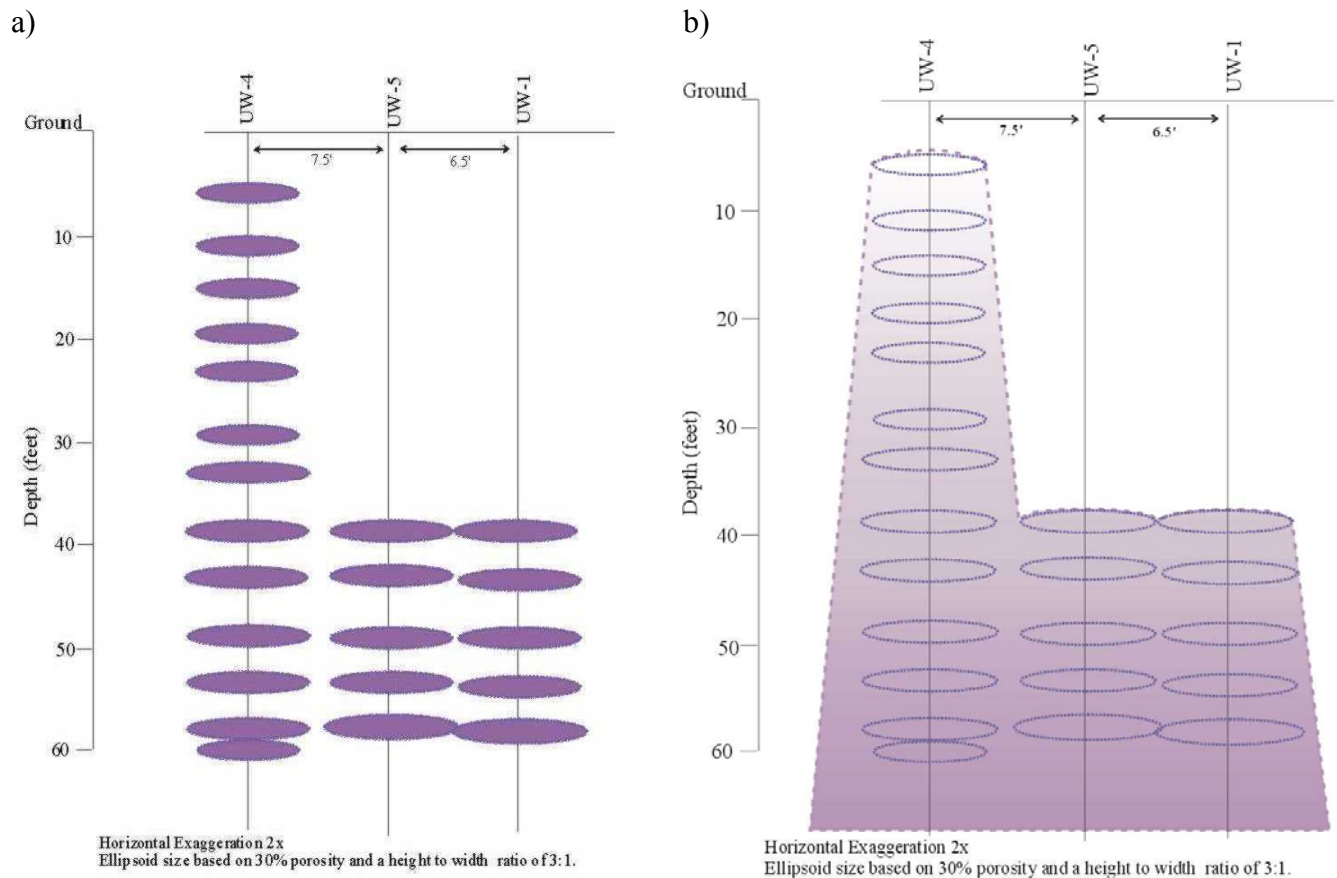 a)
UW-4
UW-5
UW-1
Ground
7.5'
6.5'
10
20
30
40
50
60
Depth (feet)
Horizontal Exaggeration 2x
Ellipsoid size based on 30% porosity and a height to width ratio of 3:1.
b)
UW-4
UW-5
UW-1
Ground
7.5'
6.5'
10
20
30
40
50
60
Depth (feet)
Horizontal Exaggeration 2x
Ellipsoid size based on 30% porosity and a height to width ratio of 3:1.